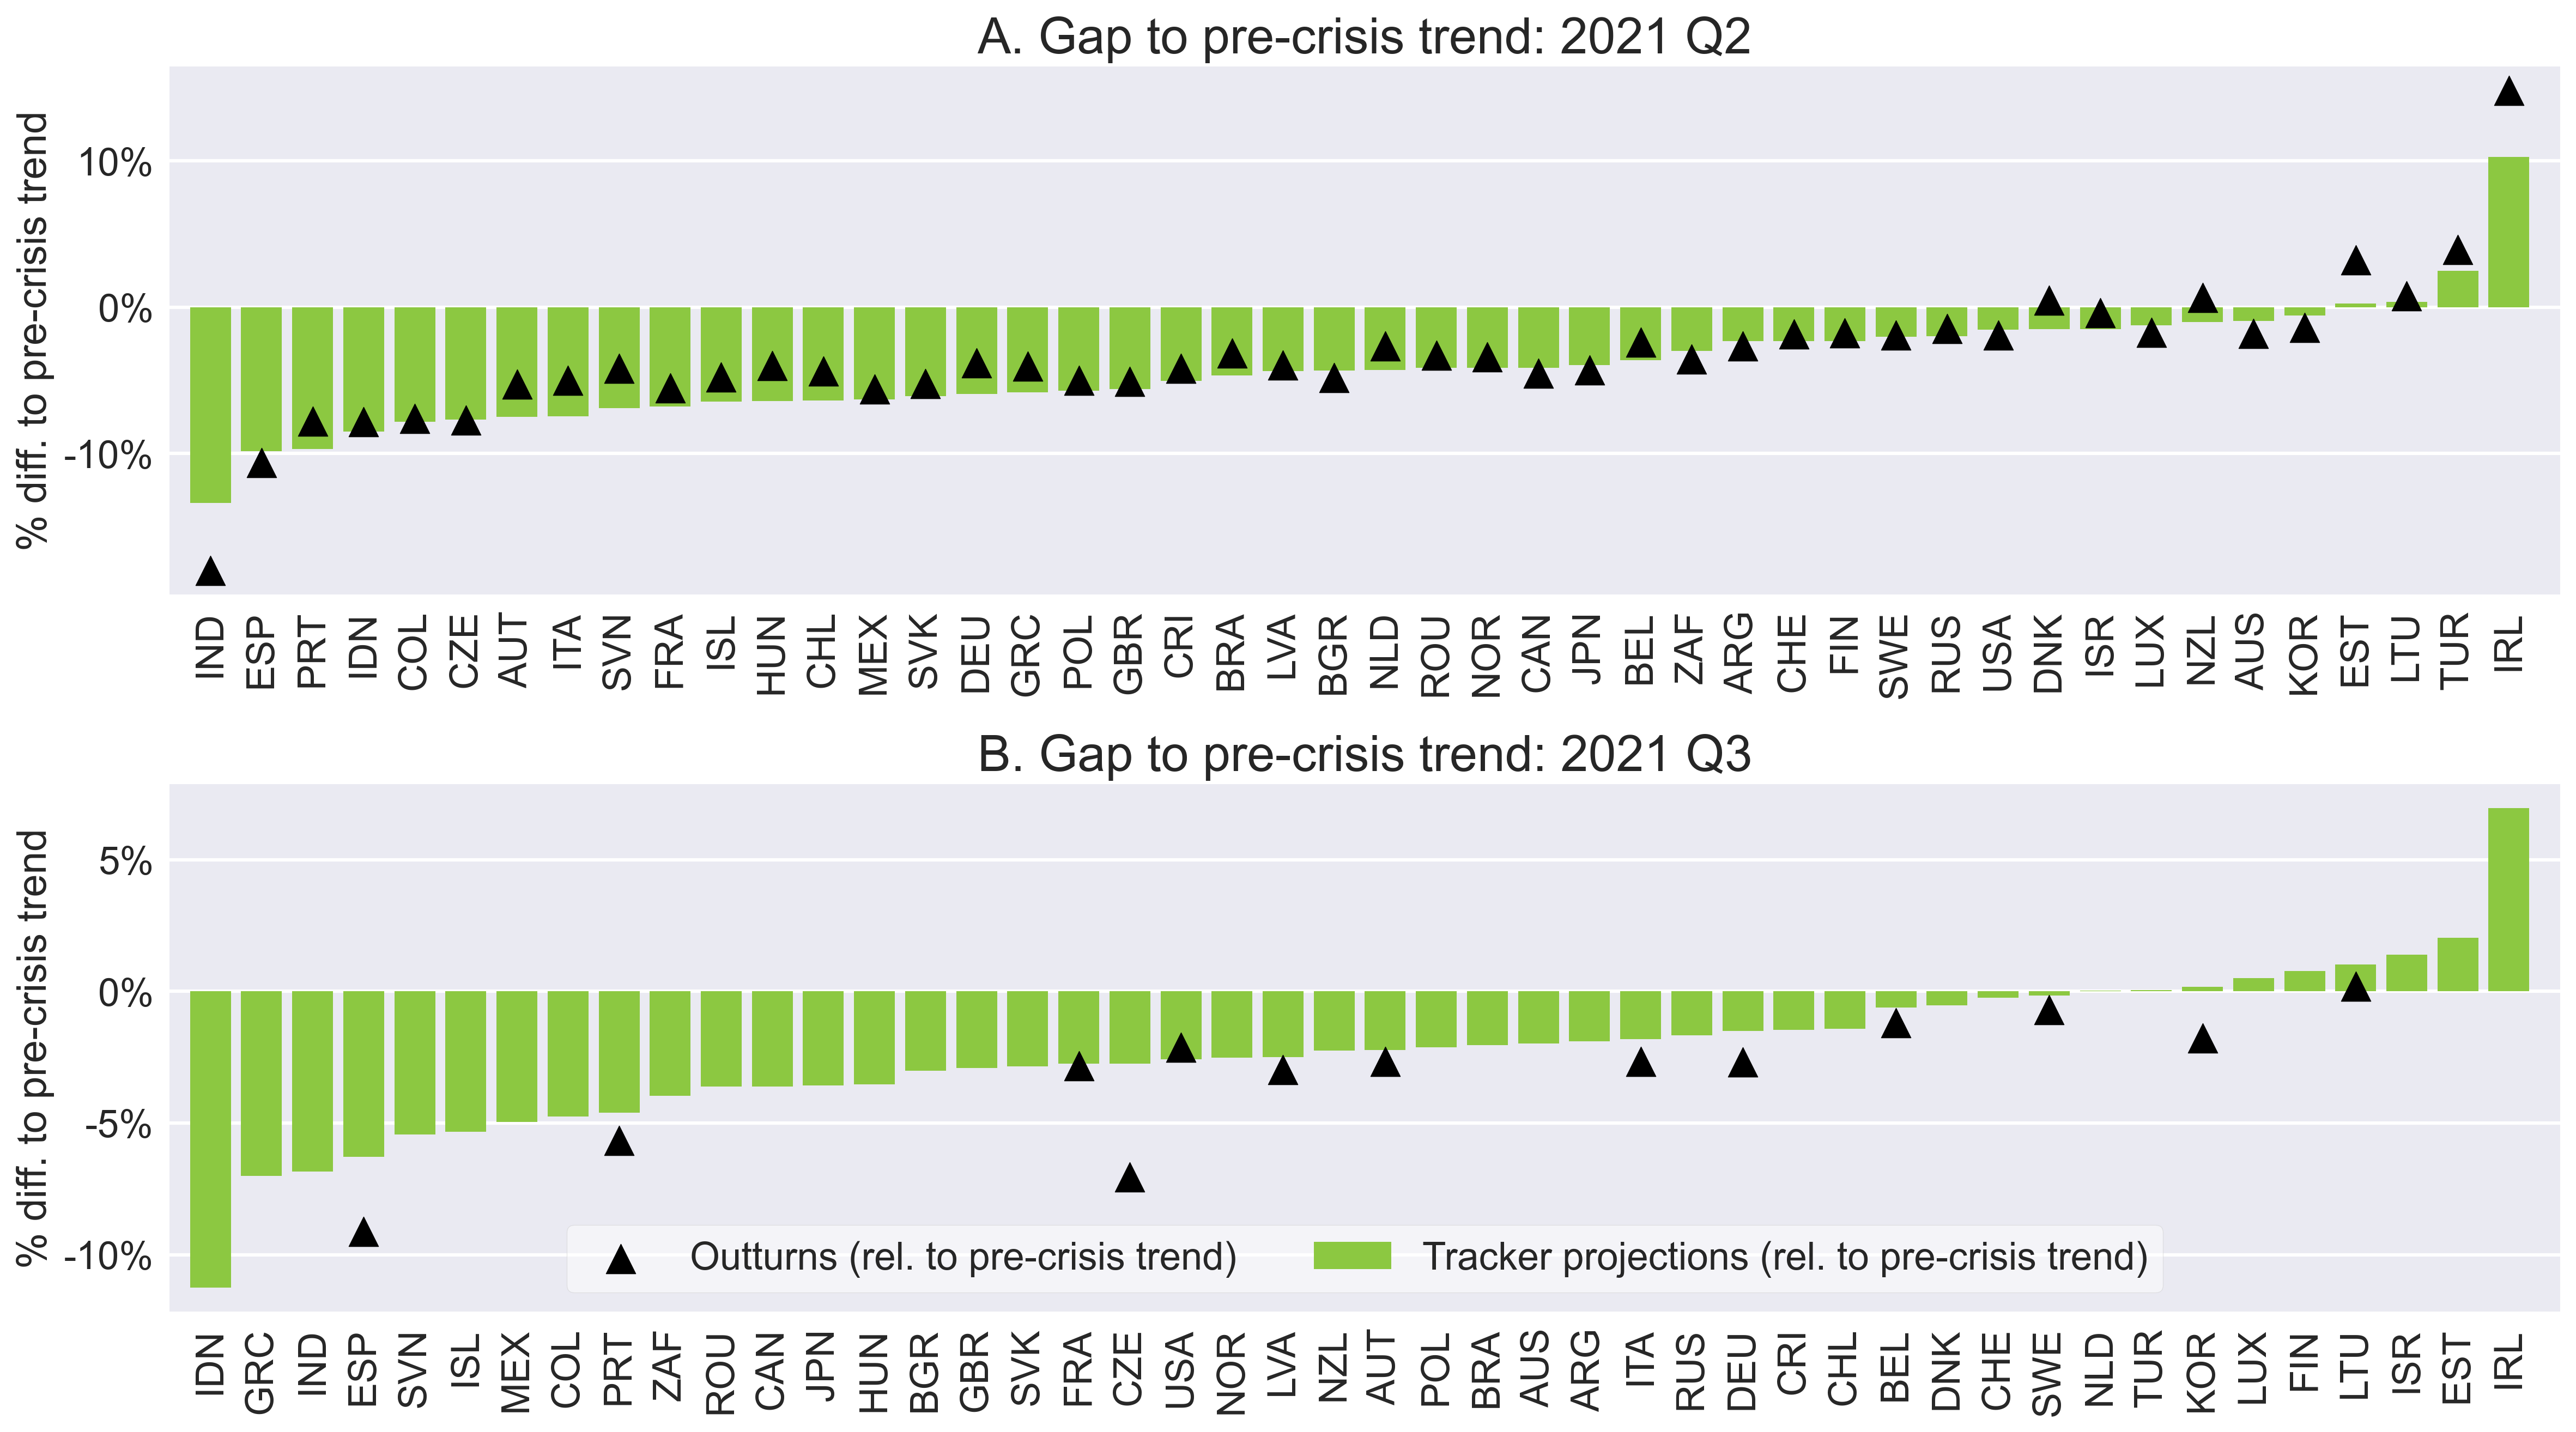 A. Gap to pre-crisis trend: 2021 Q2
% diff. to pre-crisis trend
10%
0%
-10%
IND ESP PRT IDN COL CZE AUT ITA SVN FRA ISL HUN CHL MEX SVK DEU GRC POL GBR CRI BRA LVA BGR NLD ROU NOR CAN JPN BEL ZAF ARG CHE FIN SWE RUS USA DNK ISR LUX NZL AUS KOR EST LTU TUR IRL
B. Gap to pre-crisis trend: 2021 Q3
% diff. to pre-crisis trend
5%
0%
-5%
-10%
Outturns (rel. to pre-crisis trend) Tracker projections (rel. to pre-crisis trend)
IDN GRC IND ESP SVN ISL MEX COL PRT ZAF ROU CAN JPN HUN BGR GBR SVK FRA CZE USA NOR LVA NZL AUT POL BRA AUS ARG ITA RUS DEU CRI CHL BEL DNK CHE SWE NLD TUR KOR LUX FIN LTU ISR EST IRL